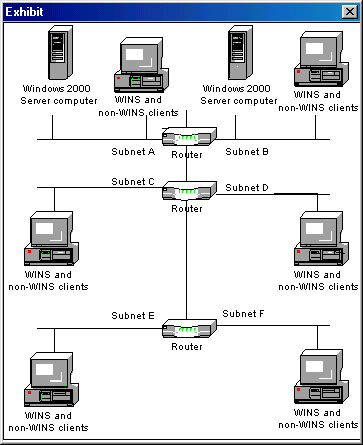 Exhibit
Windows 2000
Server computer
WINS and
non-WINS clients
Windows 2000
Server computer
WINS and
non-WINS clients
Subnet A
Router
Subnet B
Subnet C
Subnet D
Router
WINS and
non-WINS clients
WINS and
non-WINS clients
Subnet E
Subnet F
Router
WINS and
non-WINS clients
WINS and
non-WINS clients